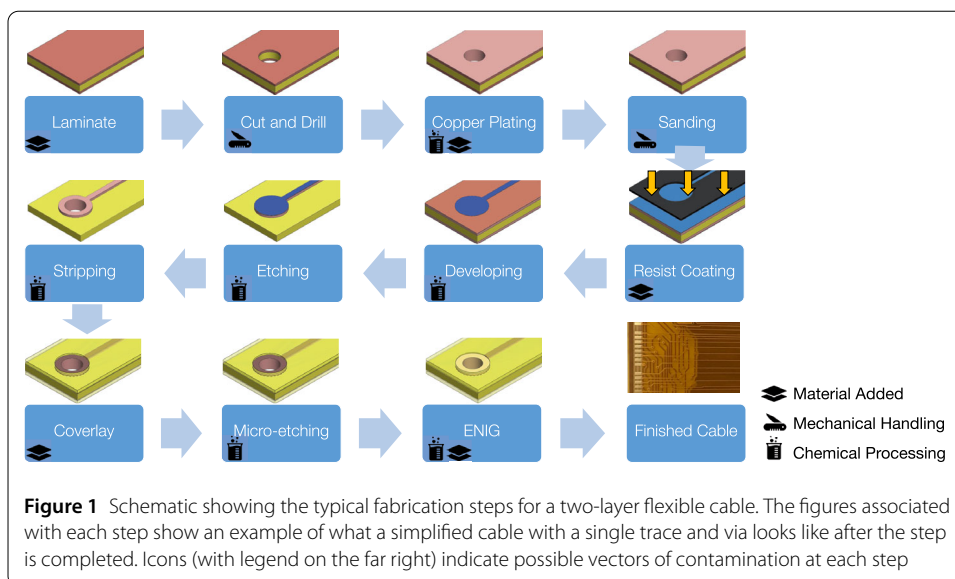 Laminate
Cut and Drill
Copper Plating
Sanding
Stripping
Etching
Developing
Resist Coating
Coverlay
Micro-etching
ENIG
Finished Cable
Material Added
Mechanical Handling
Chemical Processing
Figure 1 Schematic showing the typical fabrication steps for a two-layer flexible cable. The figures associated
with each step show an example of what a simplified cable with a single trace and via looks like after the step
is completed. Icons (with legend on the far right) indicate possible vectors of contamination at each step